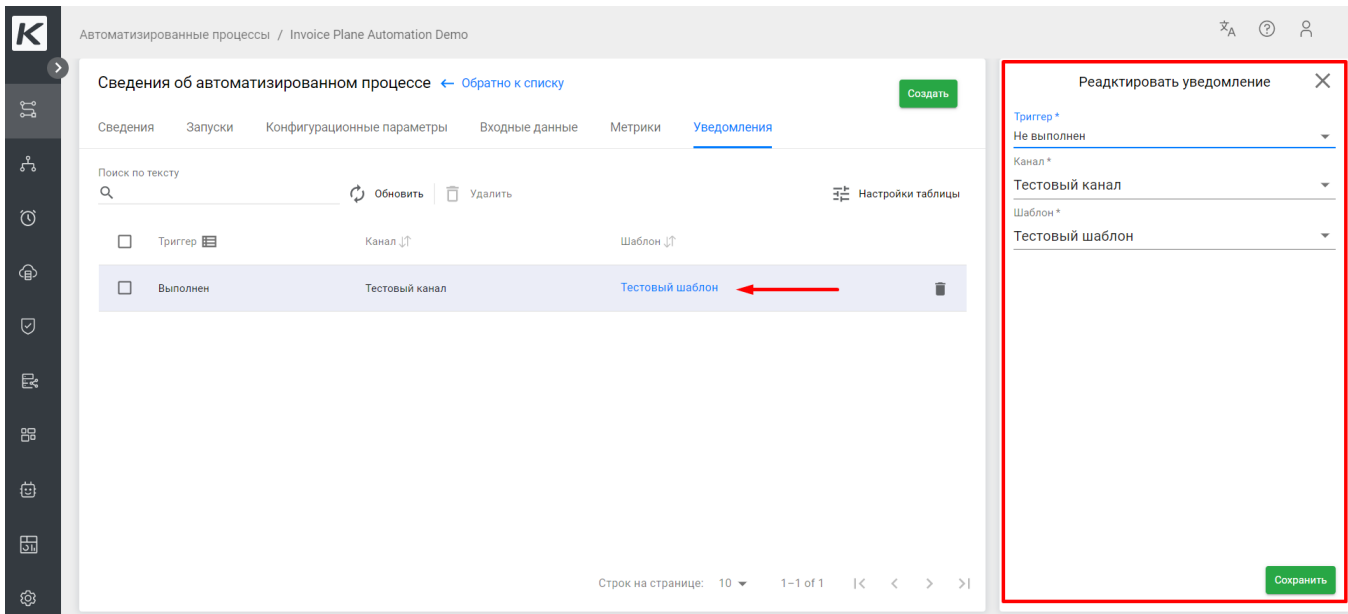 K
Автоматизированные процессы / Invoice Plane Automation Demo
Сведения об автоматизированном процессе ← Обратно к списку
Создать
Сведения Запуски Конфигурационные параметры Входные данные Метрики Уведомления
Поиск по тексту
Обновить Удалить Настройки таблицы
Триггер Канал Шаблон
Выполнен Тестовый канал Тестовый шаблон
Строк на странице: 10 1–1 of 1
Реадктировать уведомление
Триггер *
Не выполнен
Канал *
Тестовый канал
Шаблон *
Тестовый шаблон
Сохранить